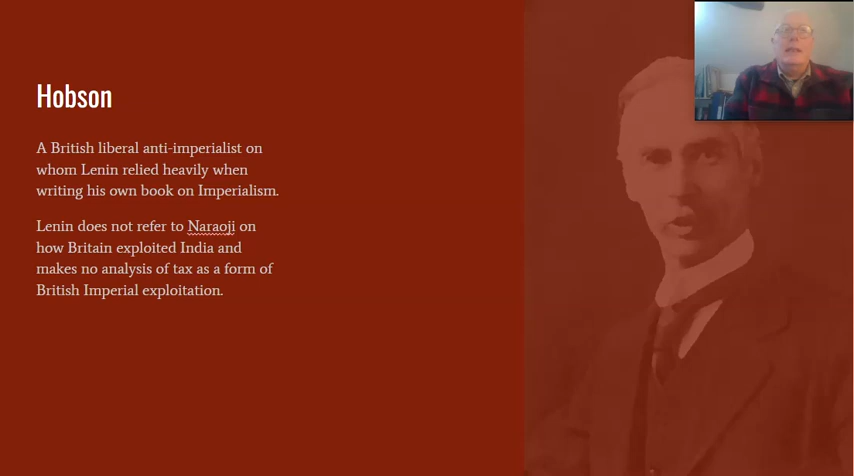 Hobson
A British liberal anti-imperialist on
whom Lenin relied heavily when
writing his own book on Imperialism.
Lenin does not refer to Naraoji on
how Britain exploited India and
makes no analysis of tax as a form of
British Imperial exploitation.